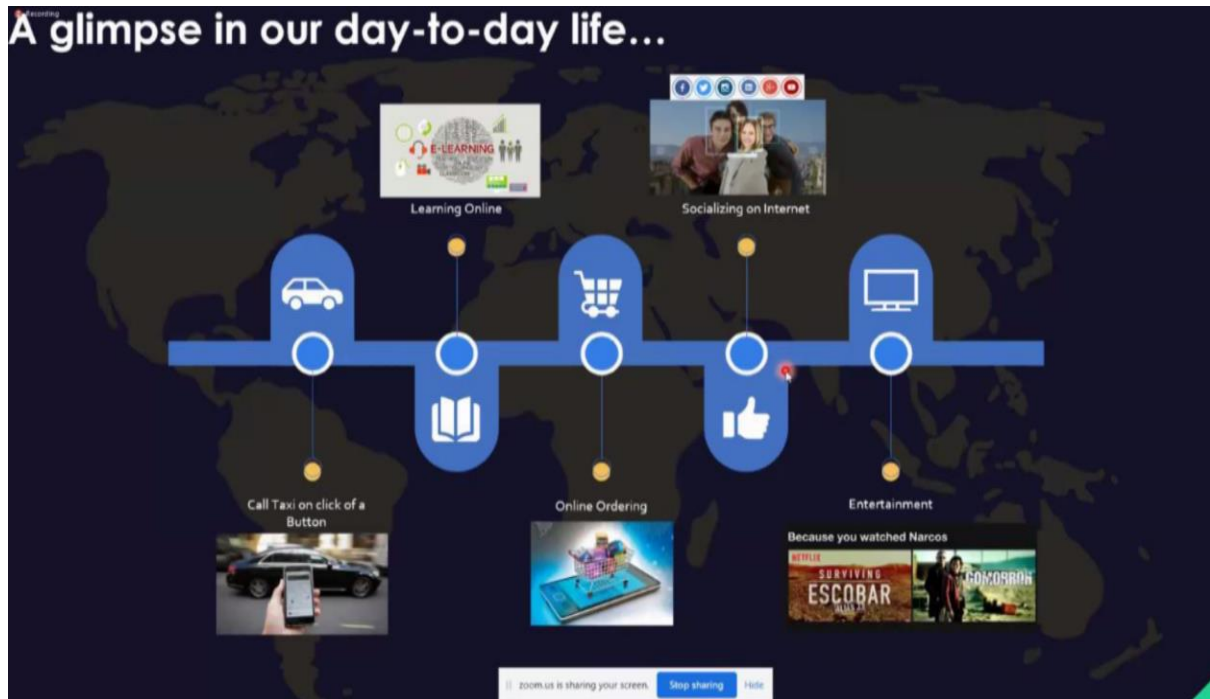 Recording
A glimpse in our day-to-day life...
E-LEARNING
Learning Online
Socializing on Internet
Call Taxi on click of a
Button
Online Ordering
Entertainment
Because you watched Narcos
NETFLIX
SURVIVING
ESCOBAR
GOMORRAH
zoom.us is sharing your screen.
Stop sharing
Hide